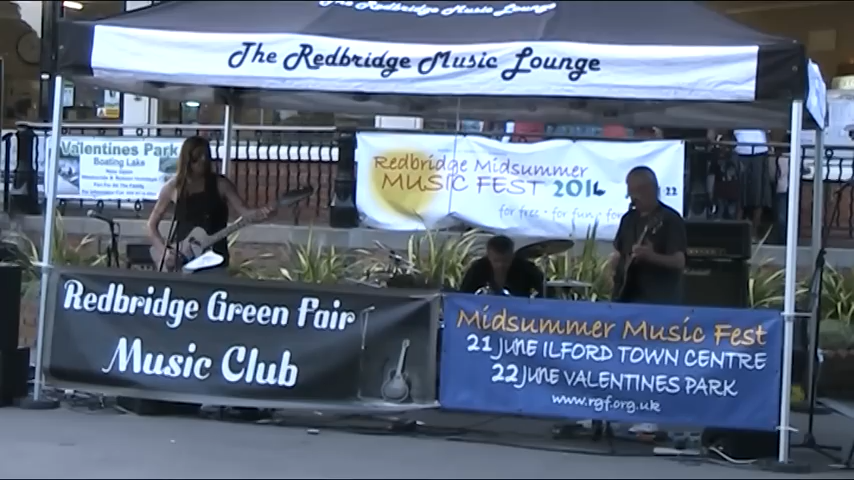 The Redbridge Music Lounge
The Redbridge Music Lounge
Valentines Park
BOATING LAKE
Redbridge Midsummer
MUSIC FEST 2014
for free - for fun - for
Redbridge Green Fair
Music Club
Midsummer Music Fest
21 JUNE ILFORD TOWN CENTRE
22 JUNE VALENTINES PARK
www.rgf.org.uk